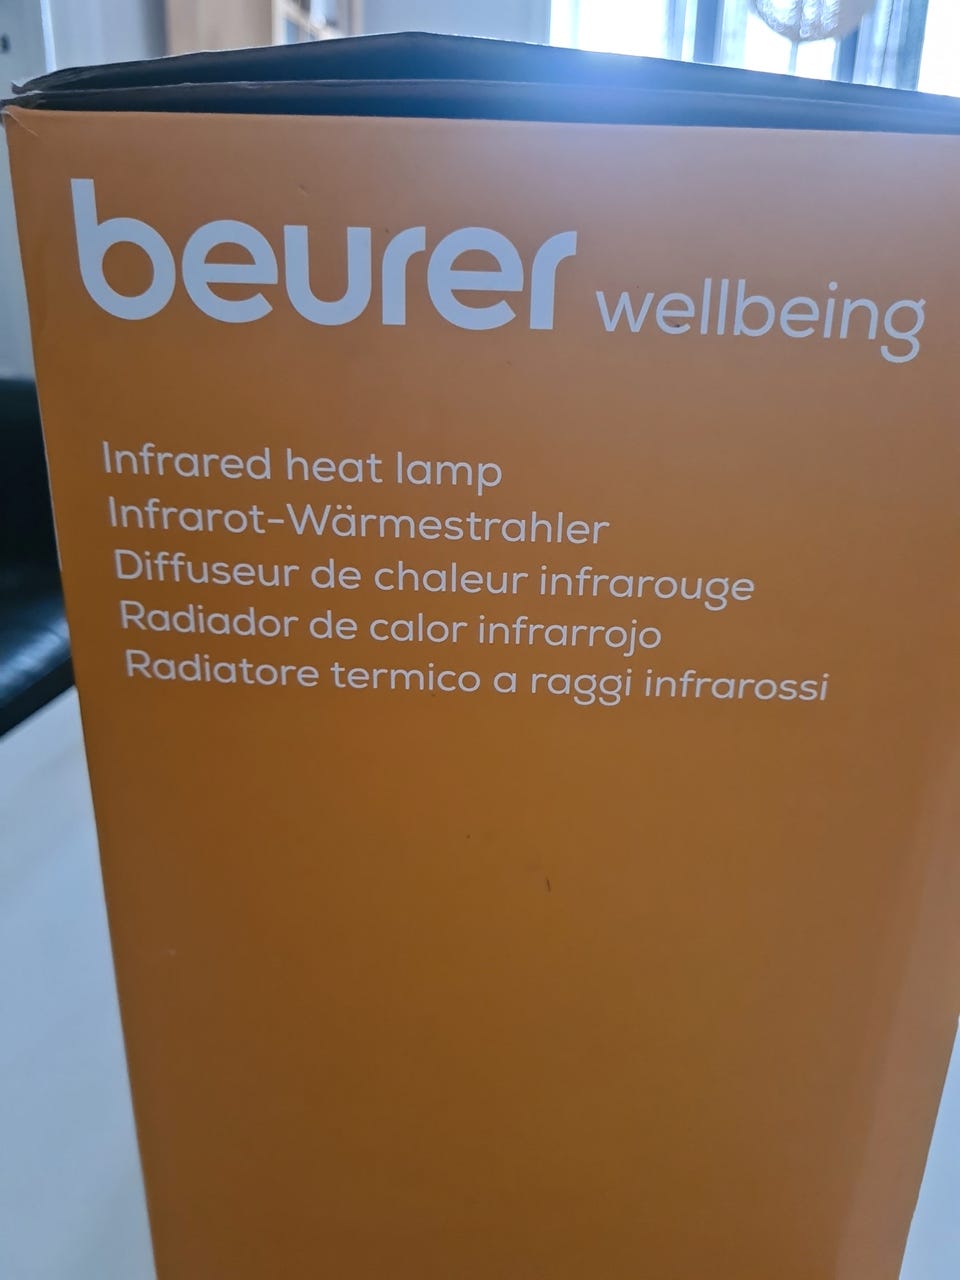 beurer wellbeing
Infrared heat lamp
Infrarot-Wärmestrahler
Diffuseur de chaleur infrarouge
Radiador de calor infrarrojo
Radiatore termico a raggi infrarossi